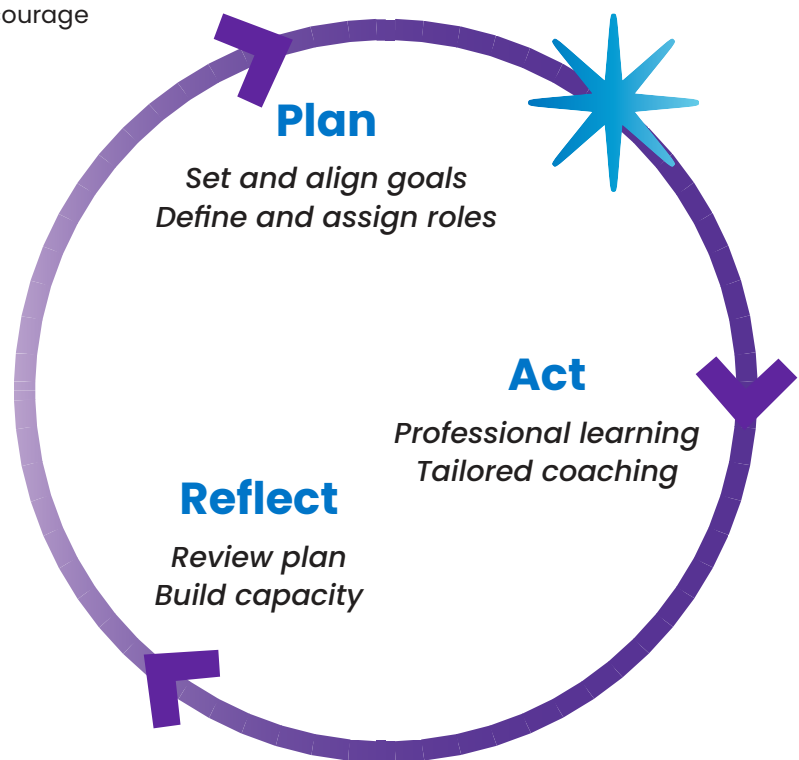 ourage
Plan
Set and align goals
Define and assign roles
Act
Professional learning
Tailored coaching
Reflect
Review plan
Build capacity